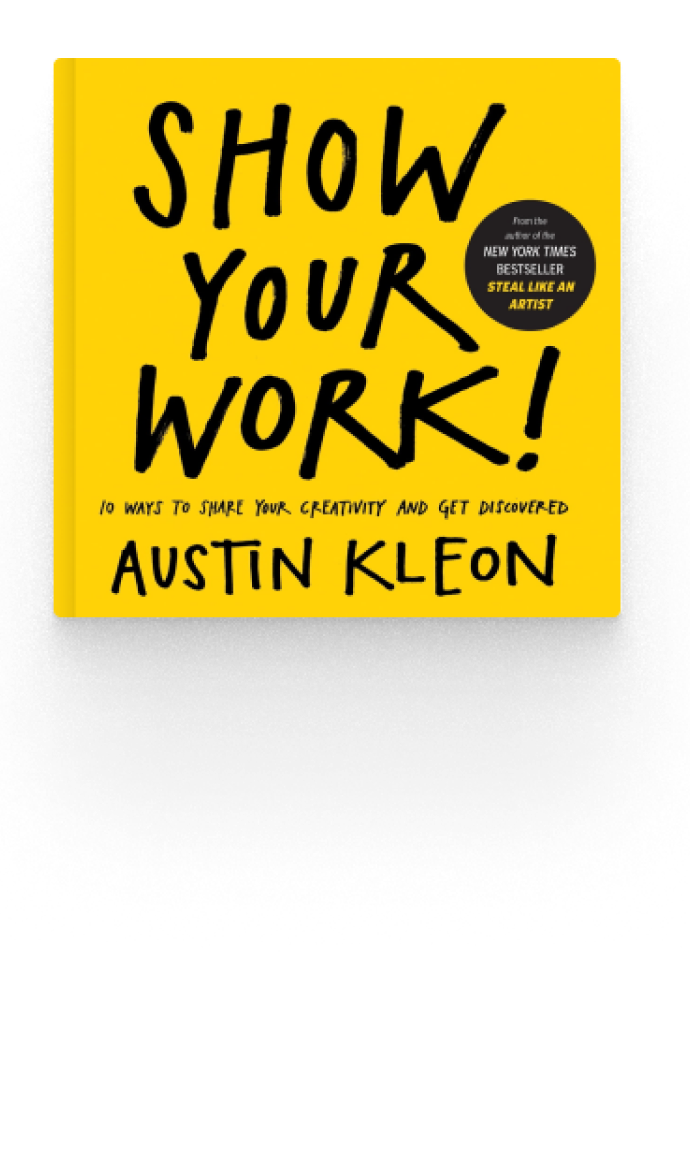 SHOW
YOUR
WORK!
From the
author of the
NEW YORK TIMES
BESTSELLER
STEAL LIKE AN
ARTIST
10 WAYS TO SHARE YOUR CREATIVITY AND GET DISCOVERED
AUSTIN KLEON